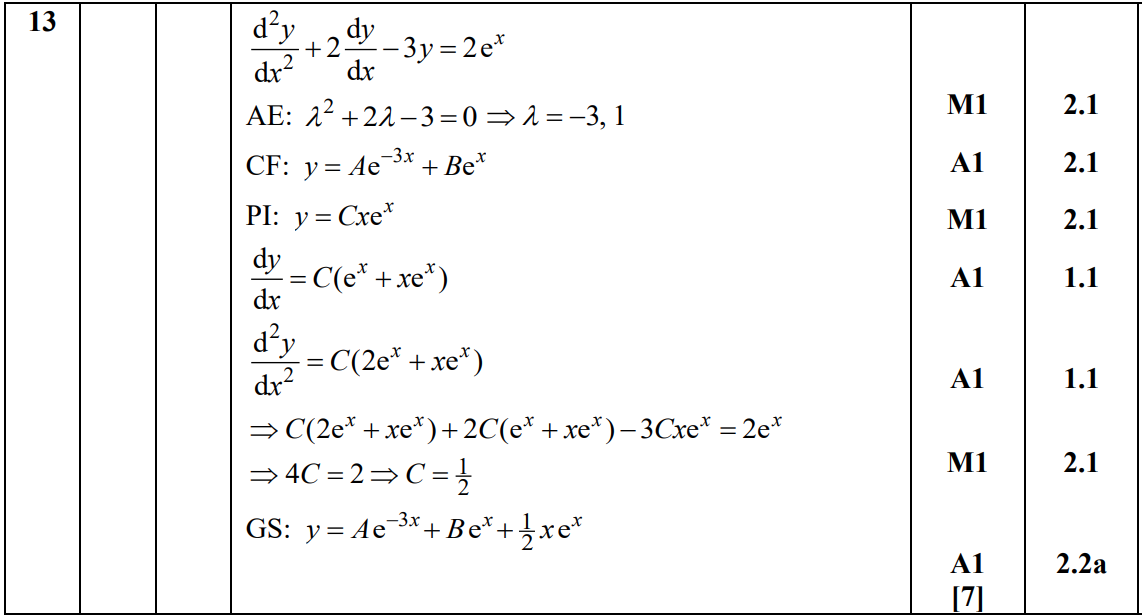 13
d²y/dx² + 2 dy/dx − 3y = 2eˣ
AE: λ² + 2λ − 3 = 0 ⇒ λ = −3, 1 M1 2.1
CF: y = Ae⁻³ˣ + Beˣ A1 2.1
PI: y = Cxeˣ M1 2.1
dy/dx = C(eˣ + xeˣ) A1 1.1
d²y/dx² = C(2eˣ + xeˣ) A1 1.1
⇒ C(2eˣ + xeˣ) + 2C(eˣ + xeˣ) − 3Cxeˣ = 2eˣ
⇒ 4C = 2 ⇒ C = ½ M1 2.1
GS: y = Ae⁻³ˣ + Beˣ + ½xeˣ
A1 2.2a
[7]